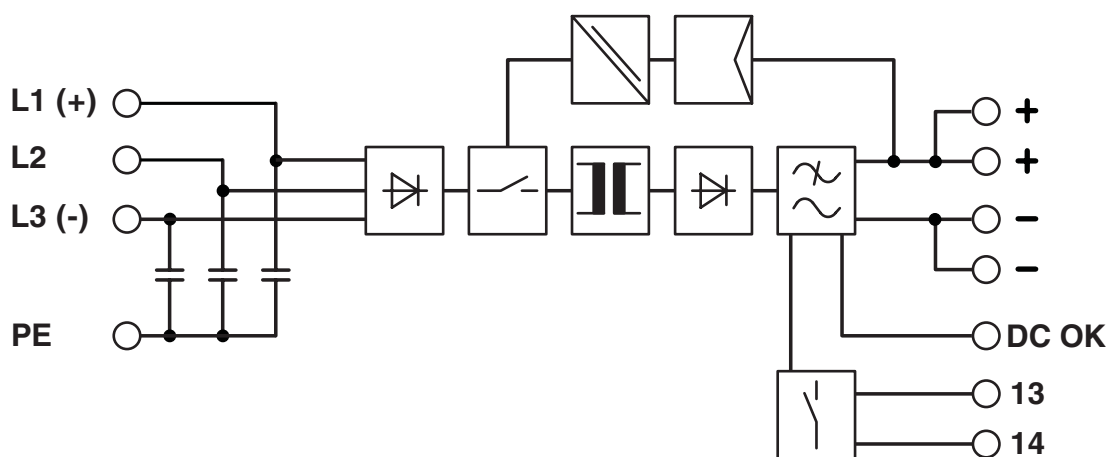 L1 (+)
L2
L3 (-)
PE
+
+
–
–
DC OK
13
14